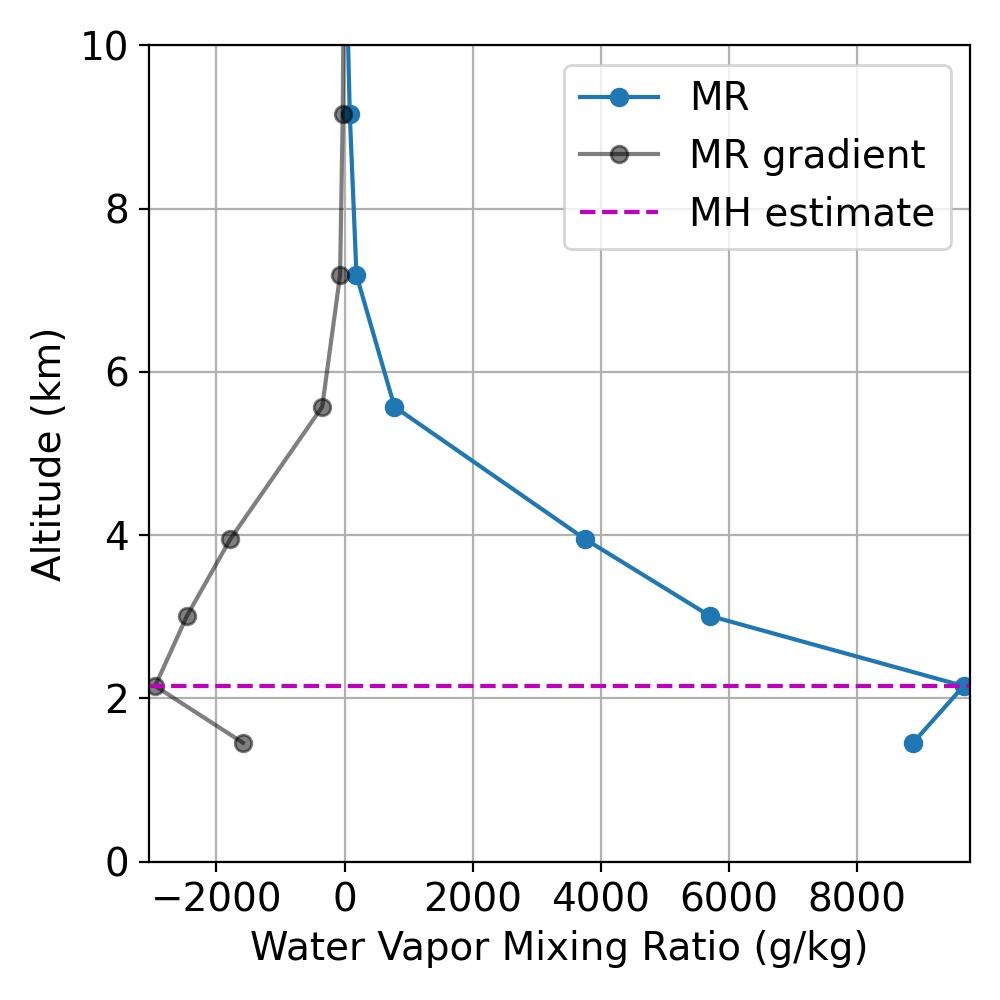 10
8
6
4
2
0
Altitude (km)
MR
MR gradient
MH estimate
−2000 0 2000 4000 6000 8000
Water Vapor Mixing Ratio (g/kg)